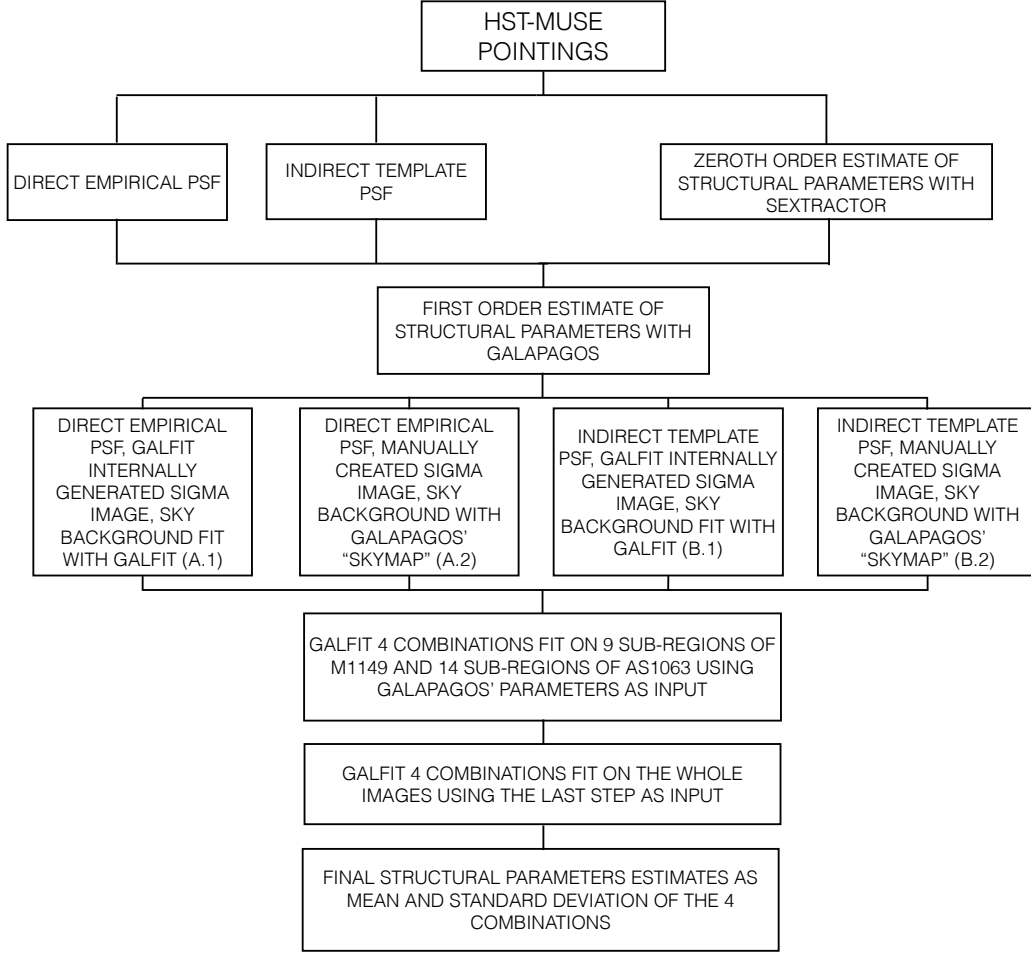 HST-MUSE
POINTINGS
DIRECT EMPIRICAL PSF
INDIRECT TEMPLATE
PSF
ZEROTH ORDER ESTIMATE OF
STRUCTURAL PARAMETERS WITH
SEXTRACTOR
FIRST ORDER ESTIMATE OF
STRUCTURAL PARAMETERS WITH
GALAPAGOS
DIRECT EMPIRICAL
PSF, GALFIT
INTERNALLY
GENERATED SIGMA
IMAGE, SKY
BACKGROUND FIT
WITH GALFIT (A.1)
DIRECT EMPIRICAL
PSF, MANUALLY
CREATED SIGMA
IMAGE, SKY
BACKGROUND WITH
GALAPAGOS’
“SKYMAP” (A.2)
INDIRECT TEMPLATE
PSF, GALFIT INTERNALLY
GENERATED SIGMA
IMAGE, SKY
BACKGROUND FIT WITH
GALFIT (B.1)
INDIRECT TEMPLATE
PSF, MANUALLY
CREATED SIGMA
IMAGE, SKY
BACKGROUND WITH
GALAPAGOS’
“SKYMAP” (B.2)
GALFIT 4 COMBINATIONS FIT ON 9 SUB-REGIONS OF
M1149 AND 14 SUB-REGIONS OF AS1063 USING
GALAPAGOS’ PARAMETERS AS INPUT
GALFIT 4 COMBINATIONS FIT ON THE WHOLE
IMAGES USING THE LAST STEP AS INPUT
FINAL STRUCTURAL PARAMETERS ESTIMATES AS
MEAN AND STANDARD DEVIATION OF THE 4
COMBINATIONS